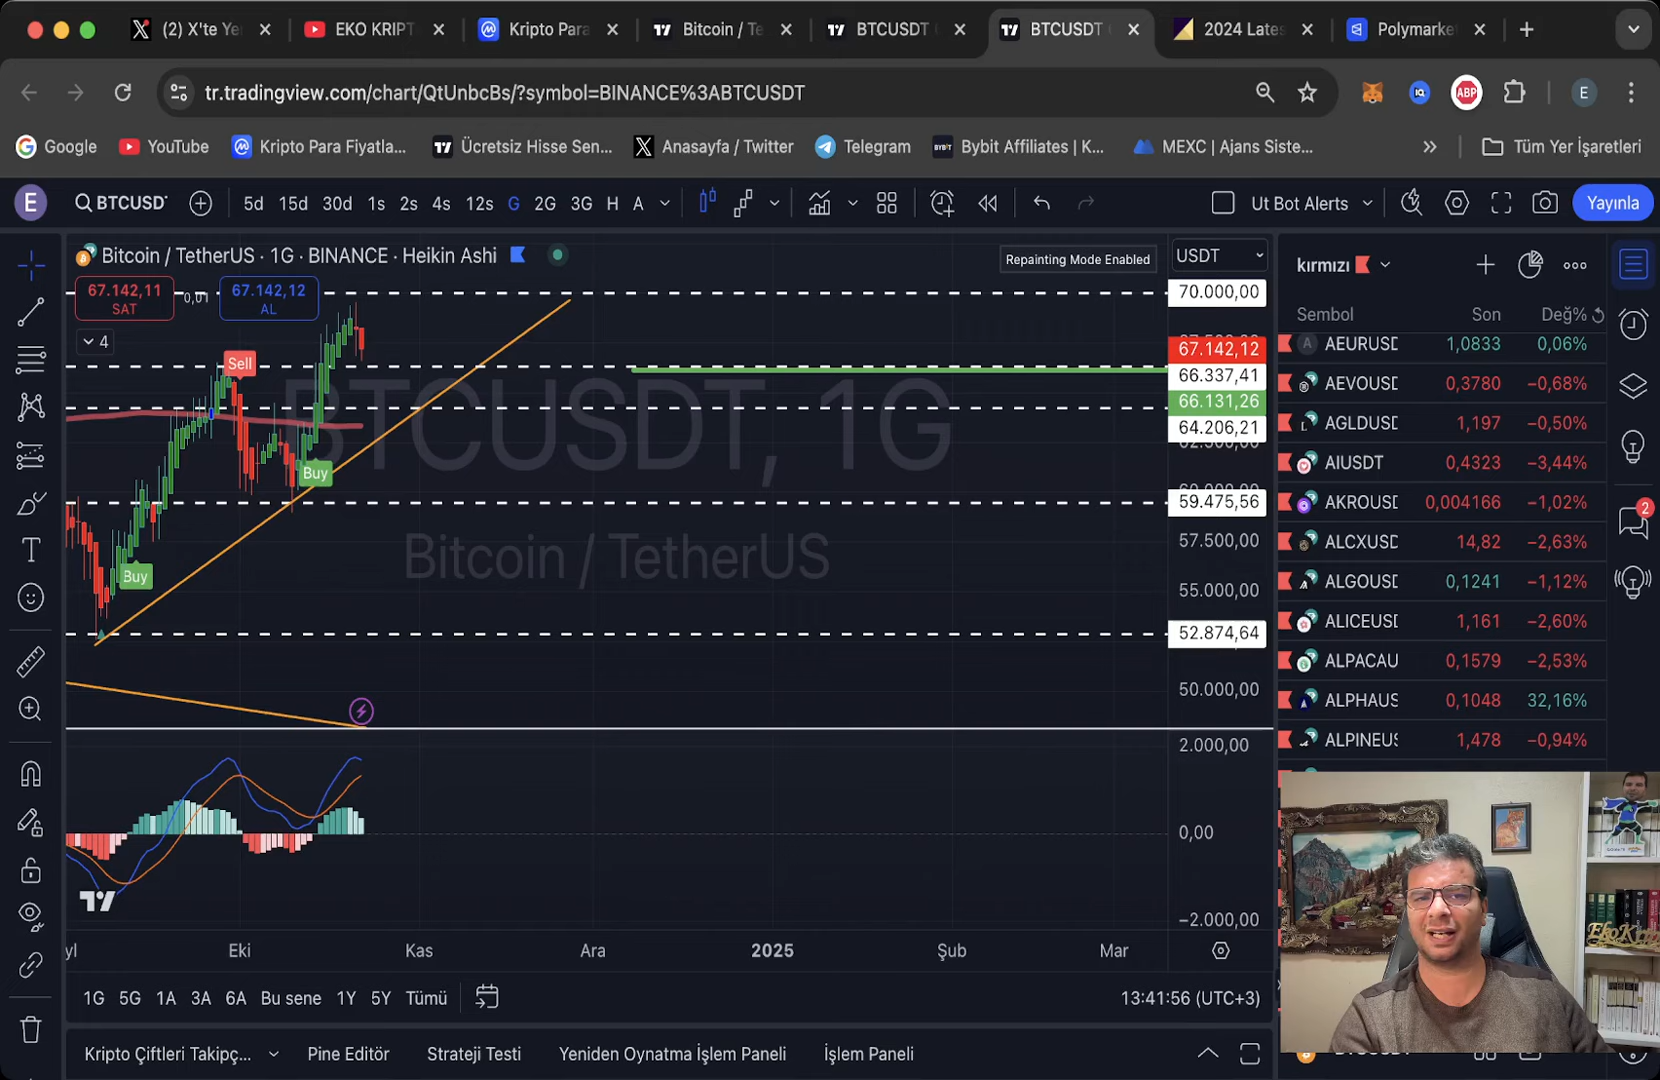 (2) X'te Ye
EKO KRIPT
Kripto Para
Bitcoin / Te
BTCUSDT
BTCUSDT
2024 Lates
Polymarke
tr.tradingview.com/chart/QtUnbcBs/?symbol=BINANCE%3ABTCUSDT
ABP
E
Google
YouTube
Kripto Para Fiyatla...
Ücretsiz Hisse Sen...
Anasayfa / Twitter
Telegram
Bybit Affiliates | K...
MEXC | Ajans Siste...
Tüm Yer İşaretleri
E
BTCUSD
5d 15d 30d 1s 2s 4s 12s G 2G 3G H A
Ut Bot Alerts
Yayınla
Bitcoin / TetherUS · 1G · BINANCE · Heikin Ashi
Repainting Mode Enabled
USDT
67.142,11
SAT
0,01
67.142,12
AL
4
Sell
Buy
Buy
BTCUSDT, 1G
Bitcoin / TetherUS
70.000,00
67.142,12
66.337,41
66.131,26
64.206,21
59.475,56
57.500,00
55.000,00
52.874,64
50.000,00
2.000,00
0,00
−2.000,00
Eki
Kas
Ara
2025
Şub
Mar
1G 5G 1A 3A 6A Bu sene 1Y 5Y Tümü
13:41:56 (UTC+3)
Kripto Çiftleri Takipç...
Pine Editör
Strateji Testi
Yeniden Oynatma İşlem Paneli
İşlem Paneli
kırmızı
Sembol Son Değ%
AEURUSD 1,0833 0,06%
AEVOUSD 0,3780 −0,68%
AGLDUSD 1,197 −0,50%
AIUSDT 0,4323 −3,44%
AKROUSD 0,004166 −1,02%
ALCXUSD 14,82 −2,63%
ALGOUSD 0,1241 −1,12%
ALICEUSD 1,161 −2,60%
ALPACAU 0,1579 −2,53%
ALPHAUS 0,1048 32,16%
ALPINEUS 1,478 −0,94%
2